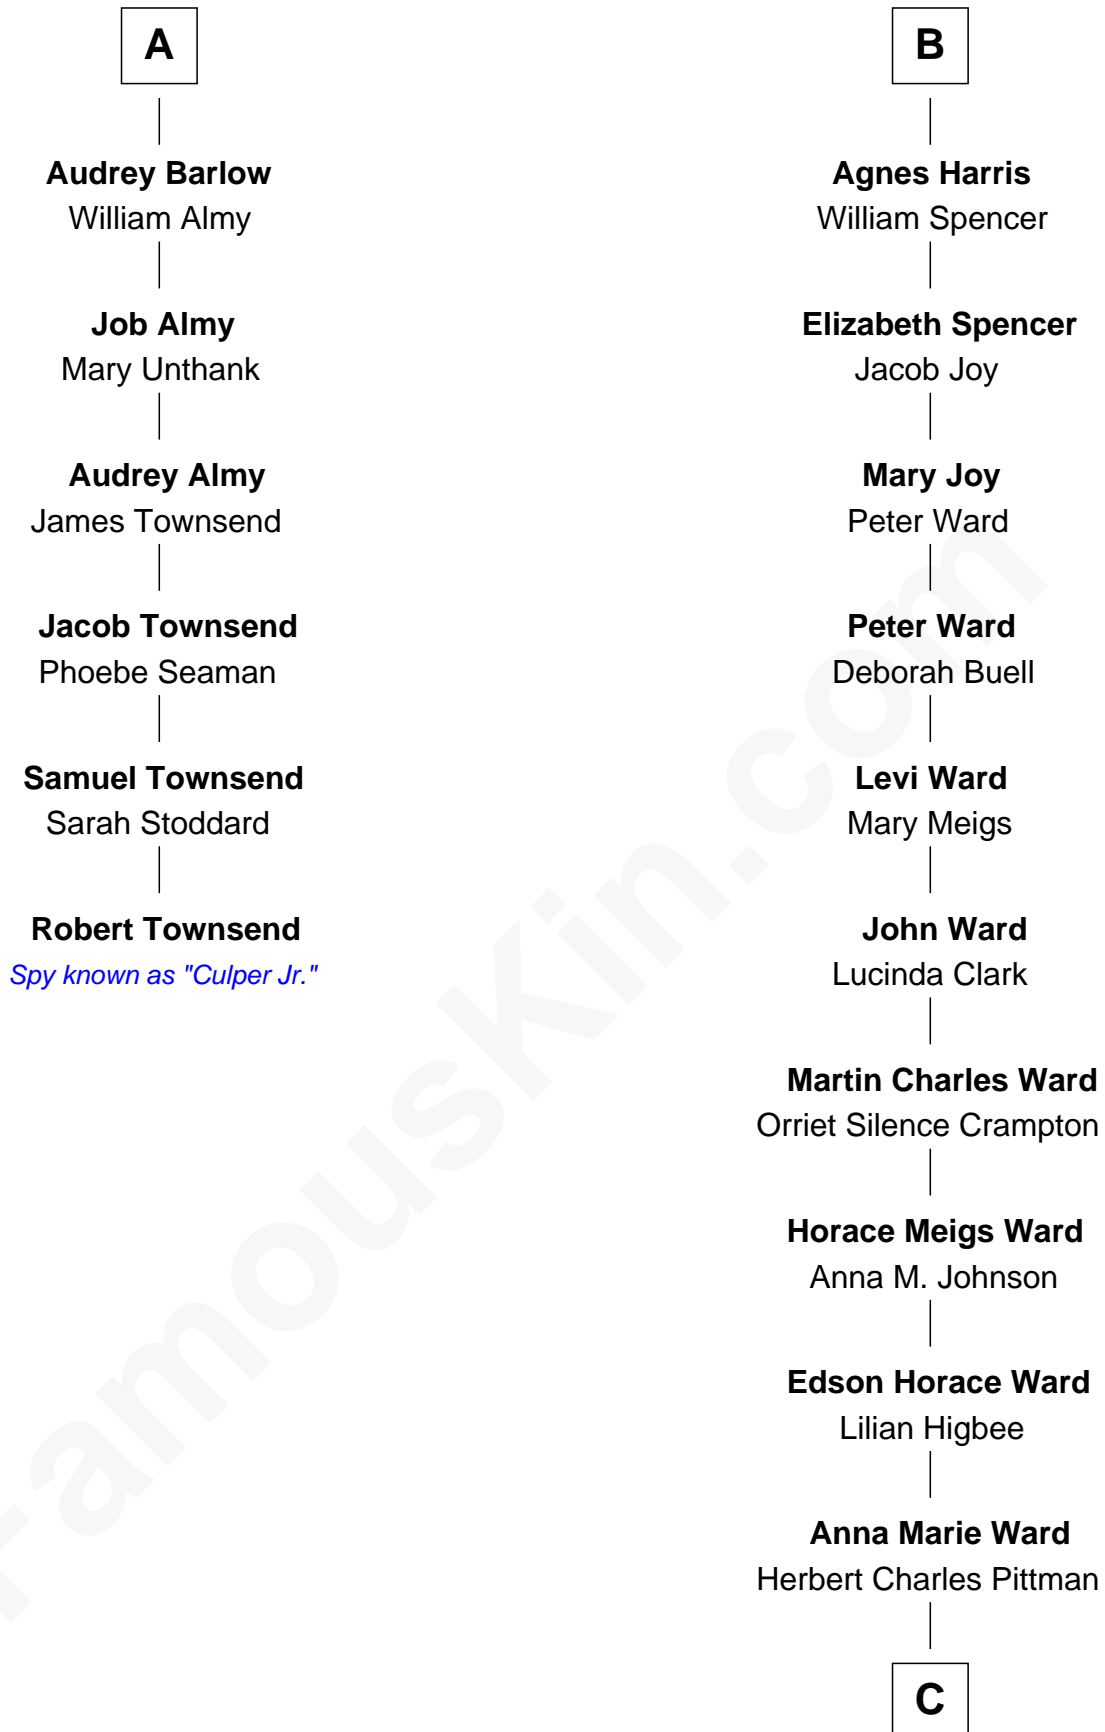 A
Audrey Barlow
William Almy
Job Almy
Mary Unthank
Audrey Almy
James Townsend
Jacob Townsend
Phoebe Seaman
Samuel Townsend
Sarah Stoddard
Robert Townsend
Spy known as "Culper Jr."
B
Agnes Harris
William Spencer
Elizabeth Spencer
Jacob Joy
Mary Joy
Peter Ward
Peter Ward
Deborah Buell
Levi Ward
Mary Meigs
John Ward
Lucinda Clark
Martin Charles Ward
Orriet Silence Crampton
Horace Meigs Ward
Anna M. Johnson
Edson Horace Ward
Lilian Higbee
Anna Marie Ward
Herbert Charles Pittman
C
FamousKin.com